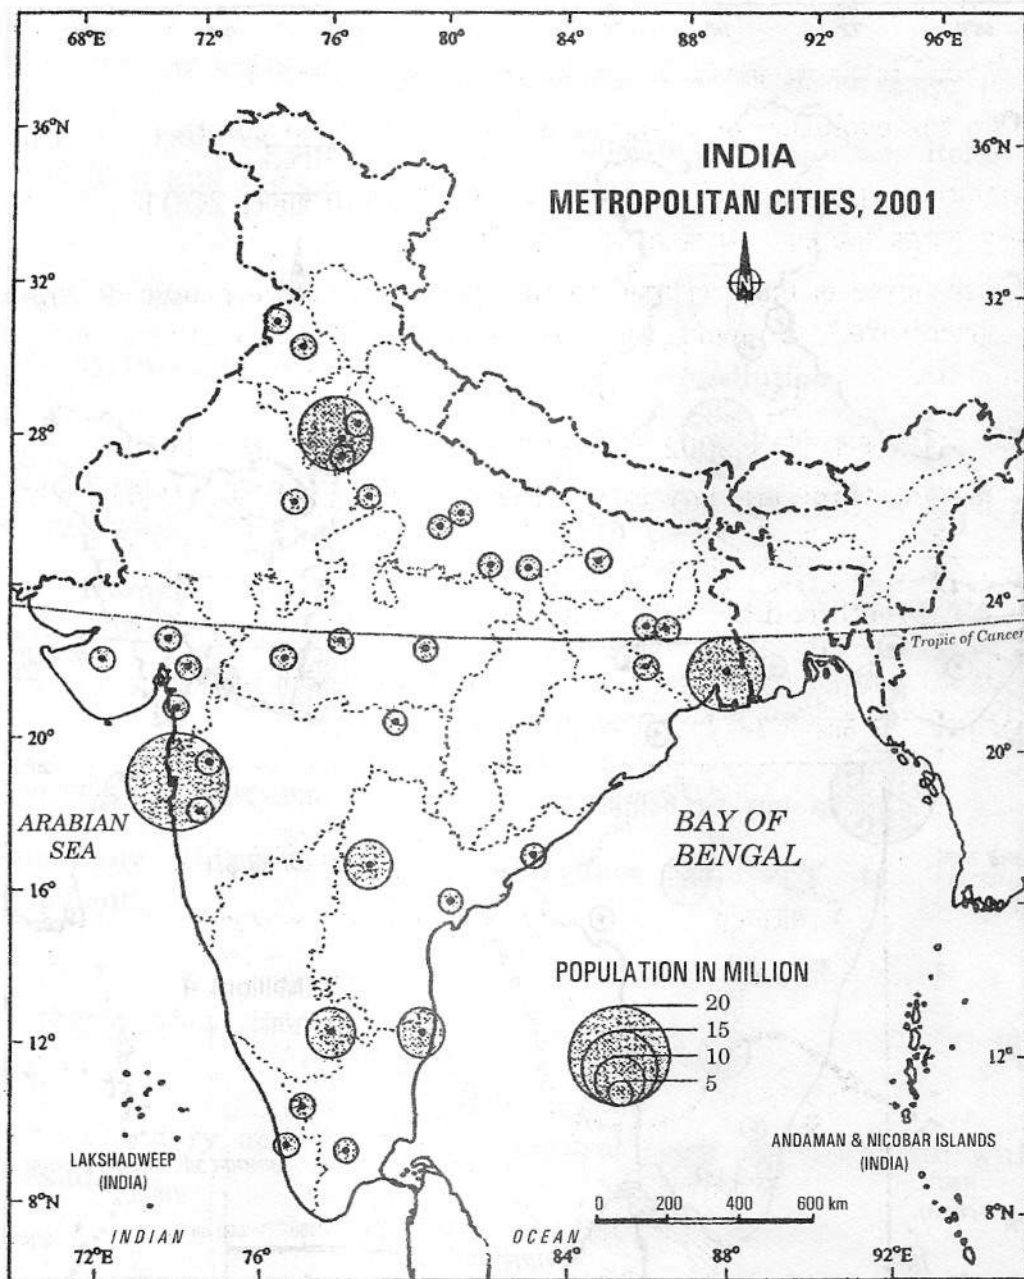 68°E 72° 76° 80° 84° 88° 92° 96°E
36°N
36°N
INDIA
METROPOLITAN CITIES, 2001
N
32°
32°
28°
28°
24°
24°
Tropic of Cancer
20°
20°
ARABIAN
SEA
BAY OF
BENGAL
16°
POPULATION IN MILLION
20
15
10
5
12°
12°
LAKSHADWEEP
(INDIA)
ANDAMAN & NICOBAR ISLANDS
(INDIA)
0 200 400 600 km
8°N
8°N
INDIAN OCEAN
72°E 76° 84° 88° 92°E